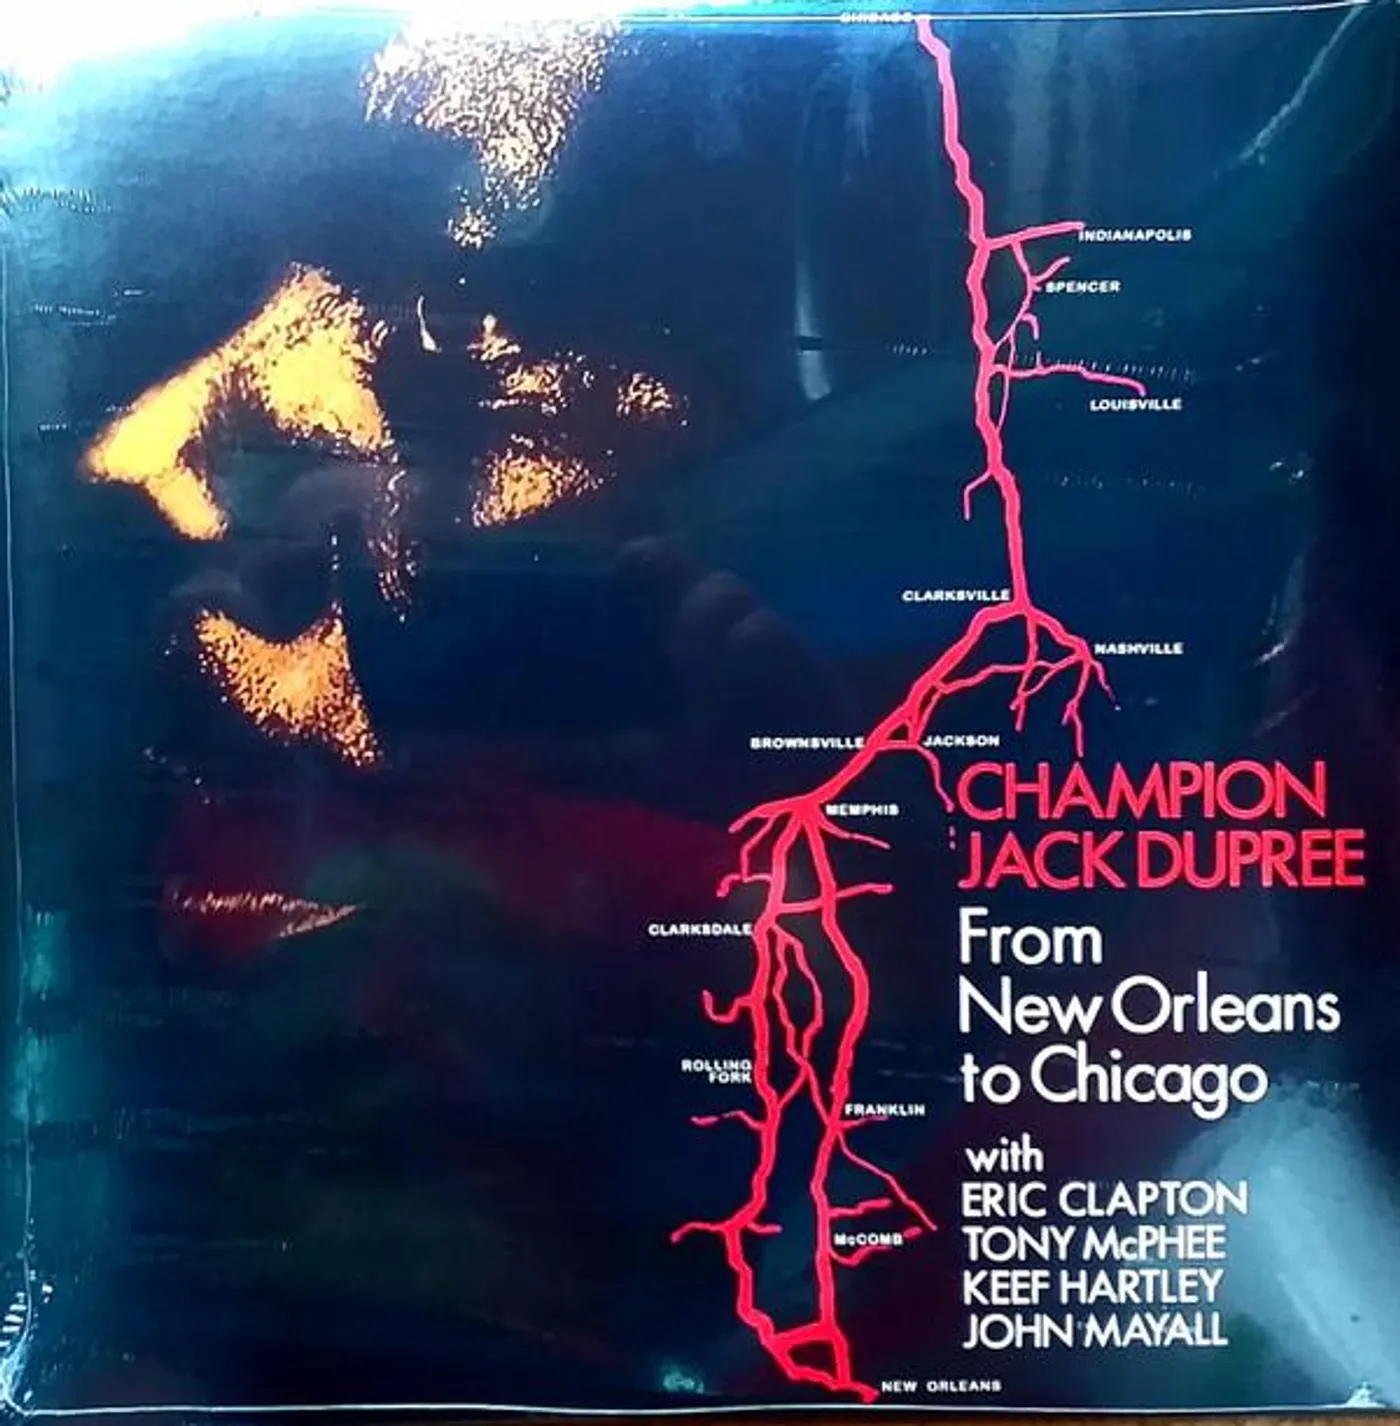 CHICAGO
INDIANAPOLIS
SPENCER
LOUISVILLE
CLARKSVILLE
NASHVILLE
BROWNSVILLE
JACKSON
MEMPHIS
CHAMPION
JACK DUPREE
CLARKSDALE
From
New Orleans
to Chicago
ROLLING
FORK
FRANKLIN
with
ERIC CLAPTON
TONY McPHEE
McCOMB
KEEF HARTLEY
JOHN MAYALL
NEW ORLEANS